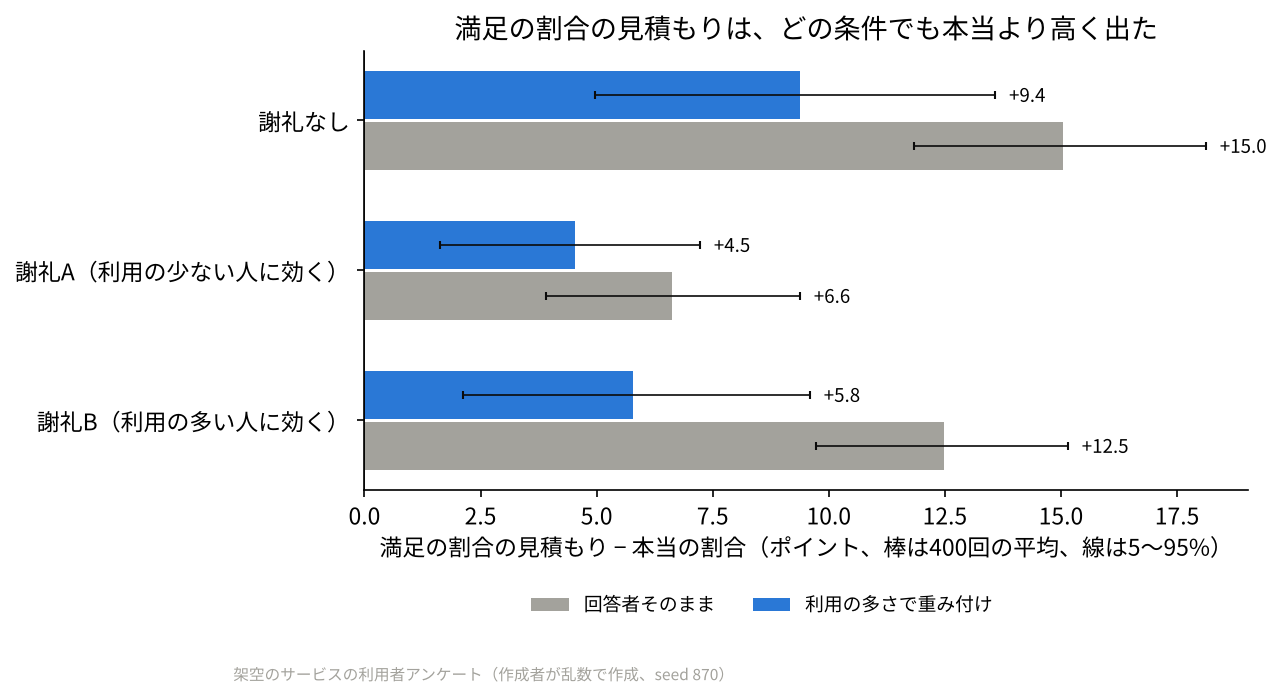 満足の割合の見積もりは、どの条件でも本当より高く出た
謝礼なし
+9.4
+15.0
謝礼A（利用の少ない人に効く）
+4.5
+6.6
謝礼B（利用の多い人に効く）
+5.8
+12.5
0.0 2.5 5.0 7.5 10.0 12.5 15.0 17.5
満足の割合の見積もり − 本当の割合（ポイント、棒は400回の平均、線は5〜95%）
回答者そのまま 利用の多さで重み付け
架空のサービスの利用者アンケート（作成者が乱数で作成、seed 870）